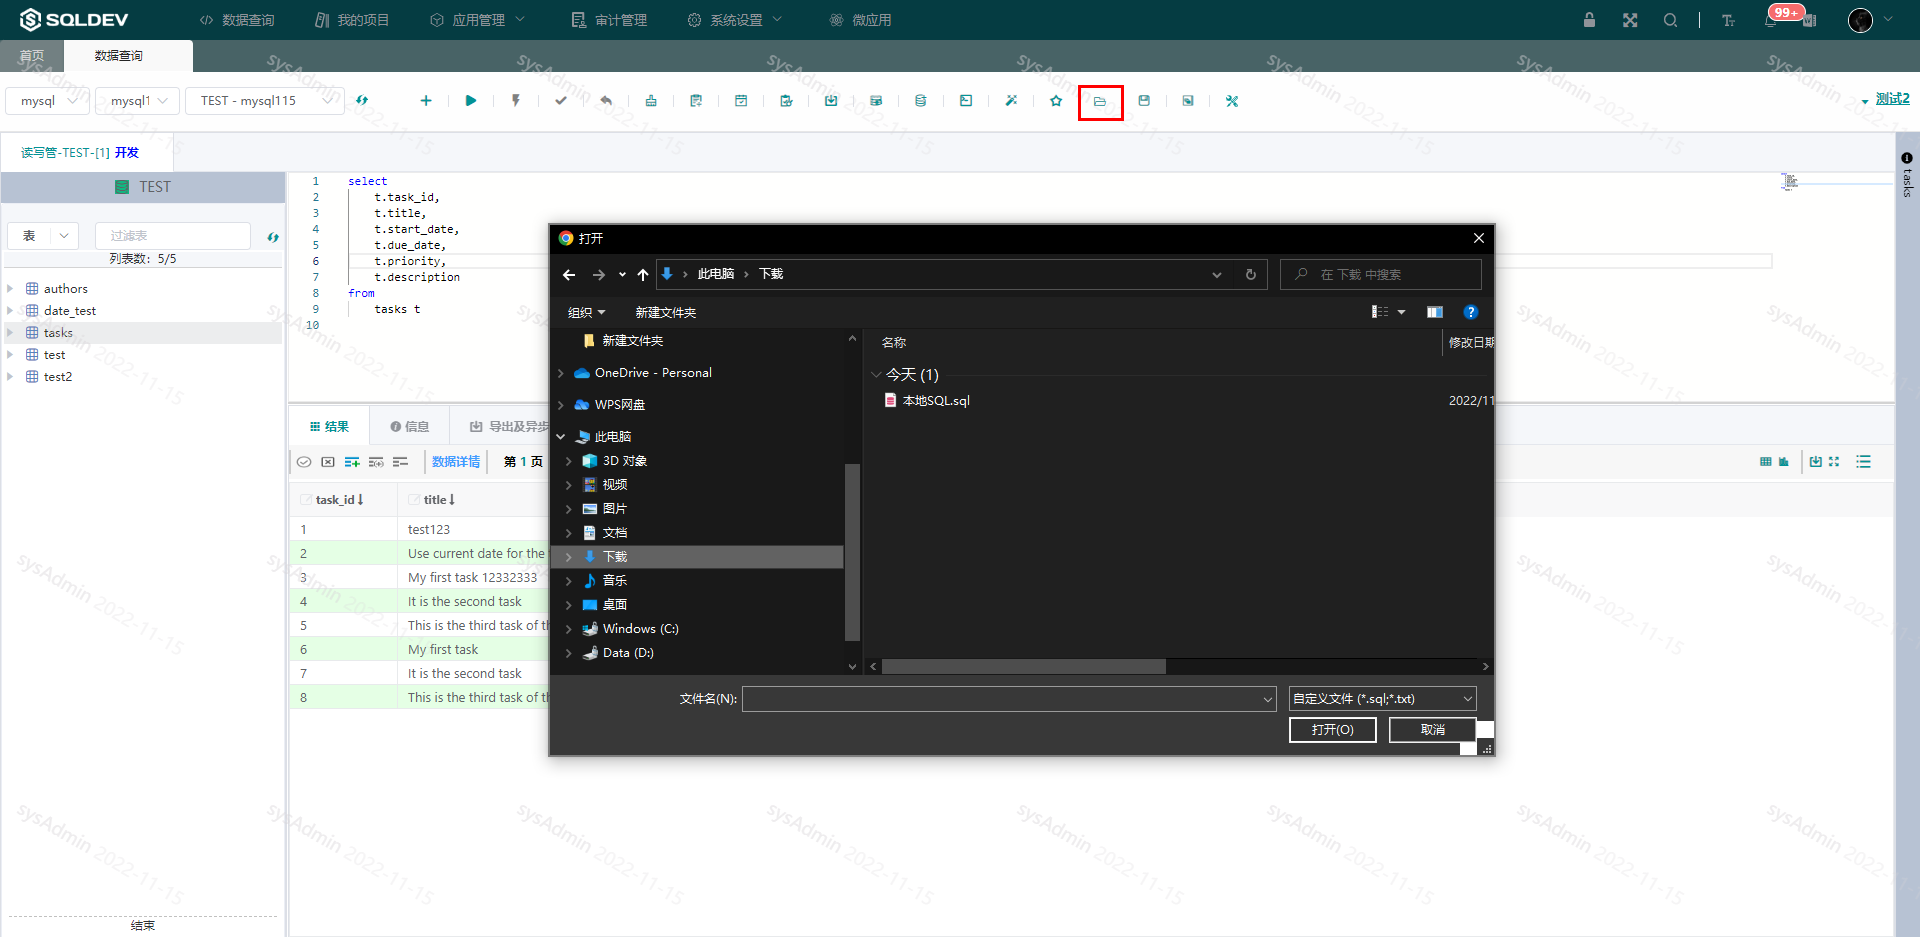 SQLDEV
数据查询
我的项目
应用管理
审计管理
系统设置
微应用
99+
首页
数据查询
mysql
mysql1
TEST - mysql115
测试2
读写管-TEST-[1] 开发
TEST
表
过滤表
列表数：5/5
authors
date_test
tasks
test
test2
结束
1 select
2 t.task_id,
3 t.title,
4 t.start_date,
5 t.due_date,
6 t.priority,
7 t.description
8 from
9 tasks t
10
tasks
结果
信息
导出及异步
数据详情
第 1 页
task_id
title
1 test123
2 Use current date for the
3 My first task 12332333
4 It is the second task
5 This is the third task of th
6 My first task
7 It is the second task
8 This is the third task of th
打开
此电脑 › 下载
在 下载 中搜索
组织
新建文件夹
新建文件夹
OneDrive - Personal
WPS网盘
此电脑
3D 对象
视频
图片
文档
下载
音乐
桌面
Windows (C:)
Data (D:)
名称
修改日期
今天 (1)
本地SQL.sql
2022/11
文件名(N):
自定义文件 (*.sql;*.txt)
打开(O)
取消
sysAdmin 2022-11-15